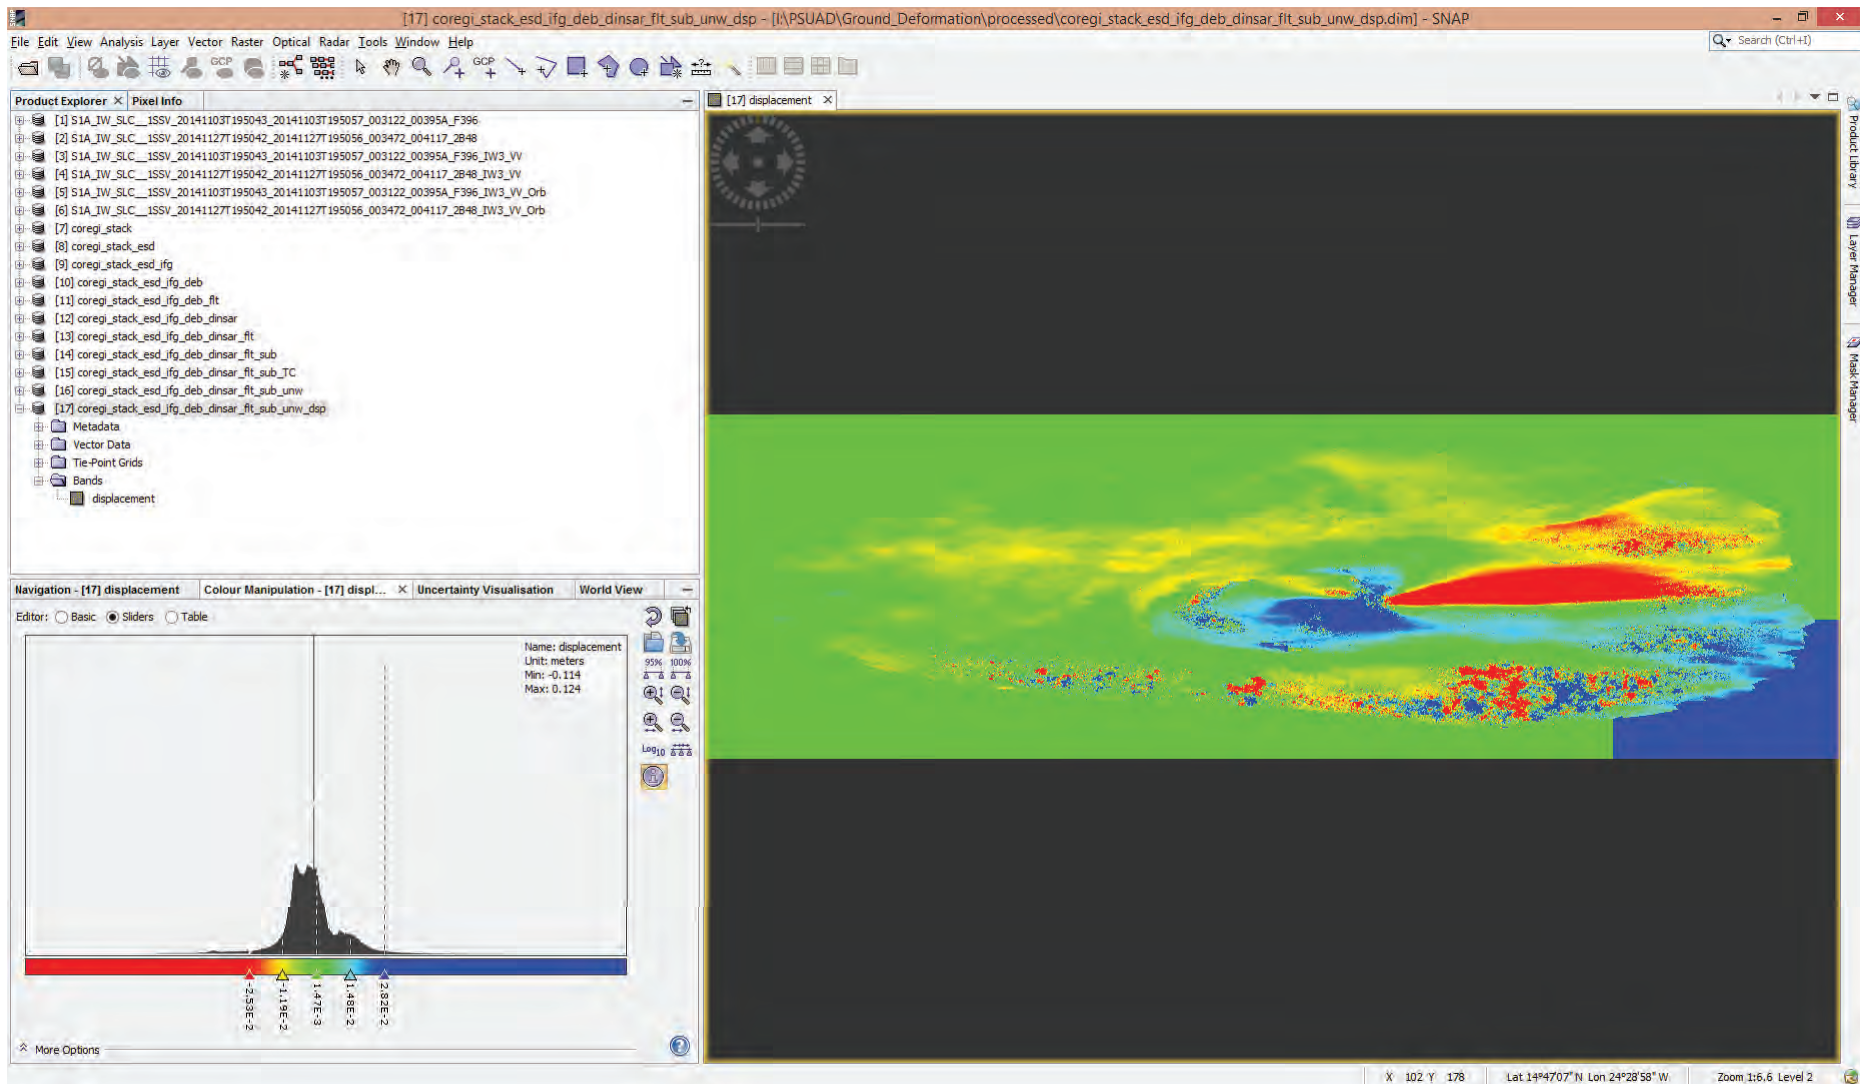 [17] coregi_stack_esd_ifg_deb_dinsar_flt_sub_unw_dsp - [I:\PSUAD\Ground_Deformation\processed\coregi_stack_esd_ifg_deb_dinsar_flt_sub_unw_dsp.dim] - SNAP
File Edit View Analysis Layer Vector Raster Optical Radar Tools Window Help
Search (Ctrl+I)
GCP
GCP
Product Explorer
Pixel Info
[17] displacement
[1] S1A_IW_SLC__1SSV_20141103T195043_20141103T195057_003122_00395A_F396
[2] S1A_IW_SLC__1SSV_20141127T195042_20141127T195056_003472_004117_2B48
[3] S1A_IW_SLC__1SSV_20141103T195043_20141103T195057_003122_00395A_F396_IW3_VV
[4] S1A_IW_SLC__1SSV_20141127T195042_20141127T195056_003472_004117_2B48_IW3_VV
[5] S1A_IW_SLC__1SSV_20141103T195043_20141103T195057_003122_00395A_F396_IW3_VV_Orb
[6] S1A_IW_SLC__1SSV_20141127T195042_20141127T195056_003472_004117_2B48_IW3_VV_Orb
[7] coregi_stack
[8] coregi_stack_esd
[9] coregi_stack_esd_ifg
[10] coregi_stack_esd_ifg_deb
[11] coregi_stack_esd_ifg_deb_flt
[12] coregi_stack_esd_ifg_deb_dinsar
[13] coregi_stack_esd_ifg_deb_dinsar_flt
[14] coregi_stack_esd_ifg_deb_dinsar_flt_sub
[15] coregi_stack_esd_ifg_deb_dinsar_flt_sub_TC
[16] coregi_stack_esd_ifg_deb_dinsar_flt_sub_unw
[17] coregi_stack_esd_ifg_deb_dinsar_flt_sub_unw_dsp
Metadata
Vector Data
Tie-Point Grids
Bands
displacement
Product Library
Layer Manager
Mask Manager
Navigation - [17] displacement
Colour Manipulation - [17] displ...
Uncertainty Visualisation
World View
Editor: Basic Sliders Table
Name: displacement
Unit: meters
Min: -0.114
Max: 0.124
95% 100%
Log10
-2.53E-2
-1.19E-2
1.47E-3
1.48E-2
2.82E-2
More Options
X 102 Y 178
Lat 14°47'07" N Lon 24°28'58" W
Zoom 1:6.6 Level 2